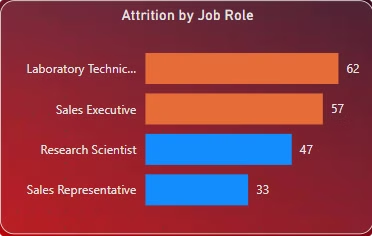 Attrition by Job Role
Laboratory Technic... 62
Sales Executive 57
Research Scientist 47
Sales Representative 33